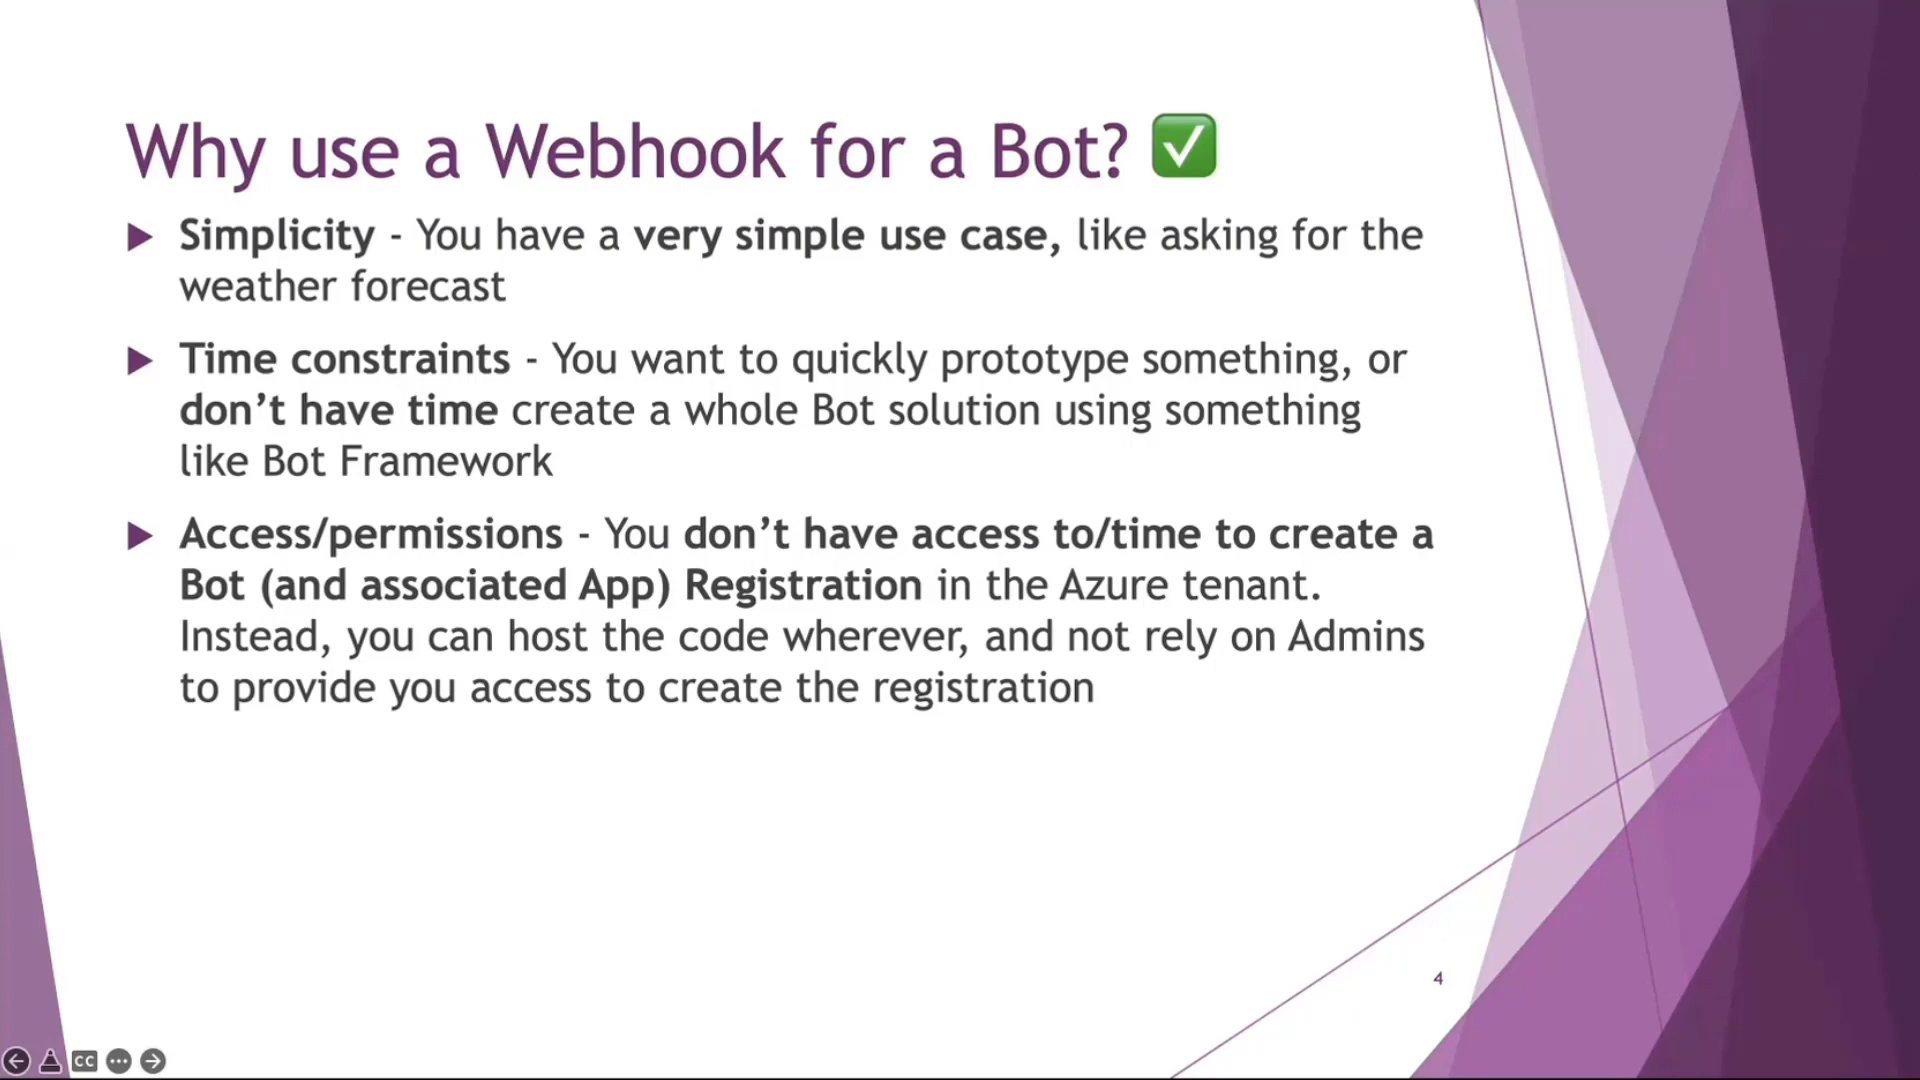 Why use a Webhook for a Bot? ✅
Simplicity - You have a very simple use case, like asking for the
weather forecast
Time constraints - You want to quickly prototype something, or
don’t have time create a whole Bot solution using something
like Bot Framework
Access/permissions - You don’t have access to/time to create a
Bot (and associated App) Registration in the Azure tenant.
Instead, you can host the code wherever, and not rely on Admins
to provide you access to create the registration
4
CC